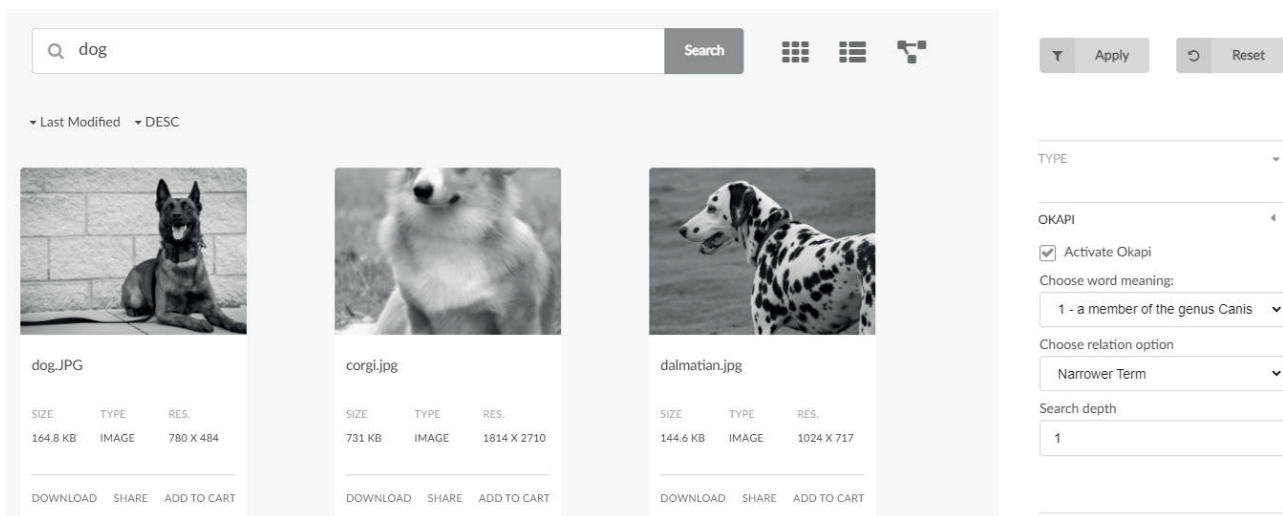 dog
Search
Last Modified DESC
dog.JPG
SIZE TYPE RES.
164.8 KB IMAGE 780 X 484
DOWNLOAD SHARE ADD TO CART
corgi.jpg
SIZE TYPE RES.
731 KB IMAGE 1814 X 2710
DOWNLOAD SHARE ADD TO CART
dalmatian.jpg
SIZE TYPE RES.
144.6 KB IMAGE 1024 X 717
DOWNLOAD SHARE ADD TO CART
Apply Reset
TYPE
OKAPI
Activate Okapi
Choose word meaning:
1 - a member of the genus Canis
Choose relation option
Narrower Term
Search depth
1